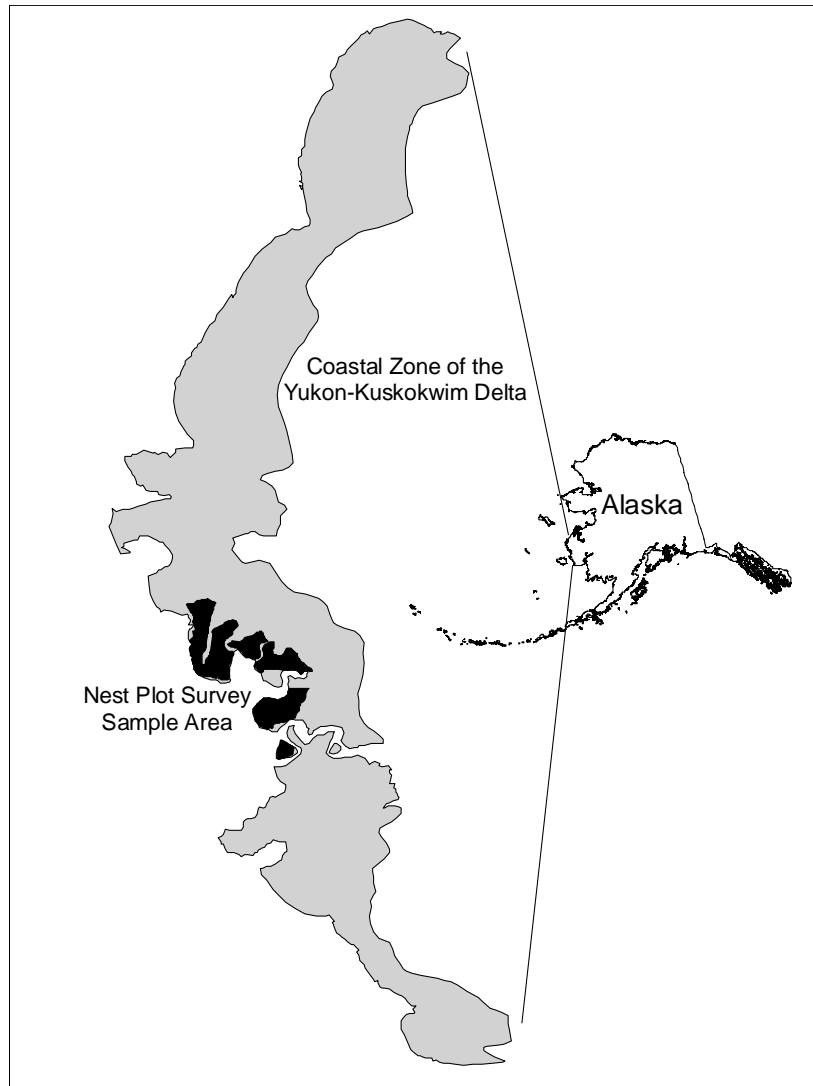 Coastal Zone of the
Yukon-Kuskokwim Delta
Alaska
Nest Plot Survey
Sample Area